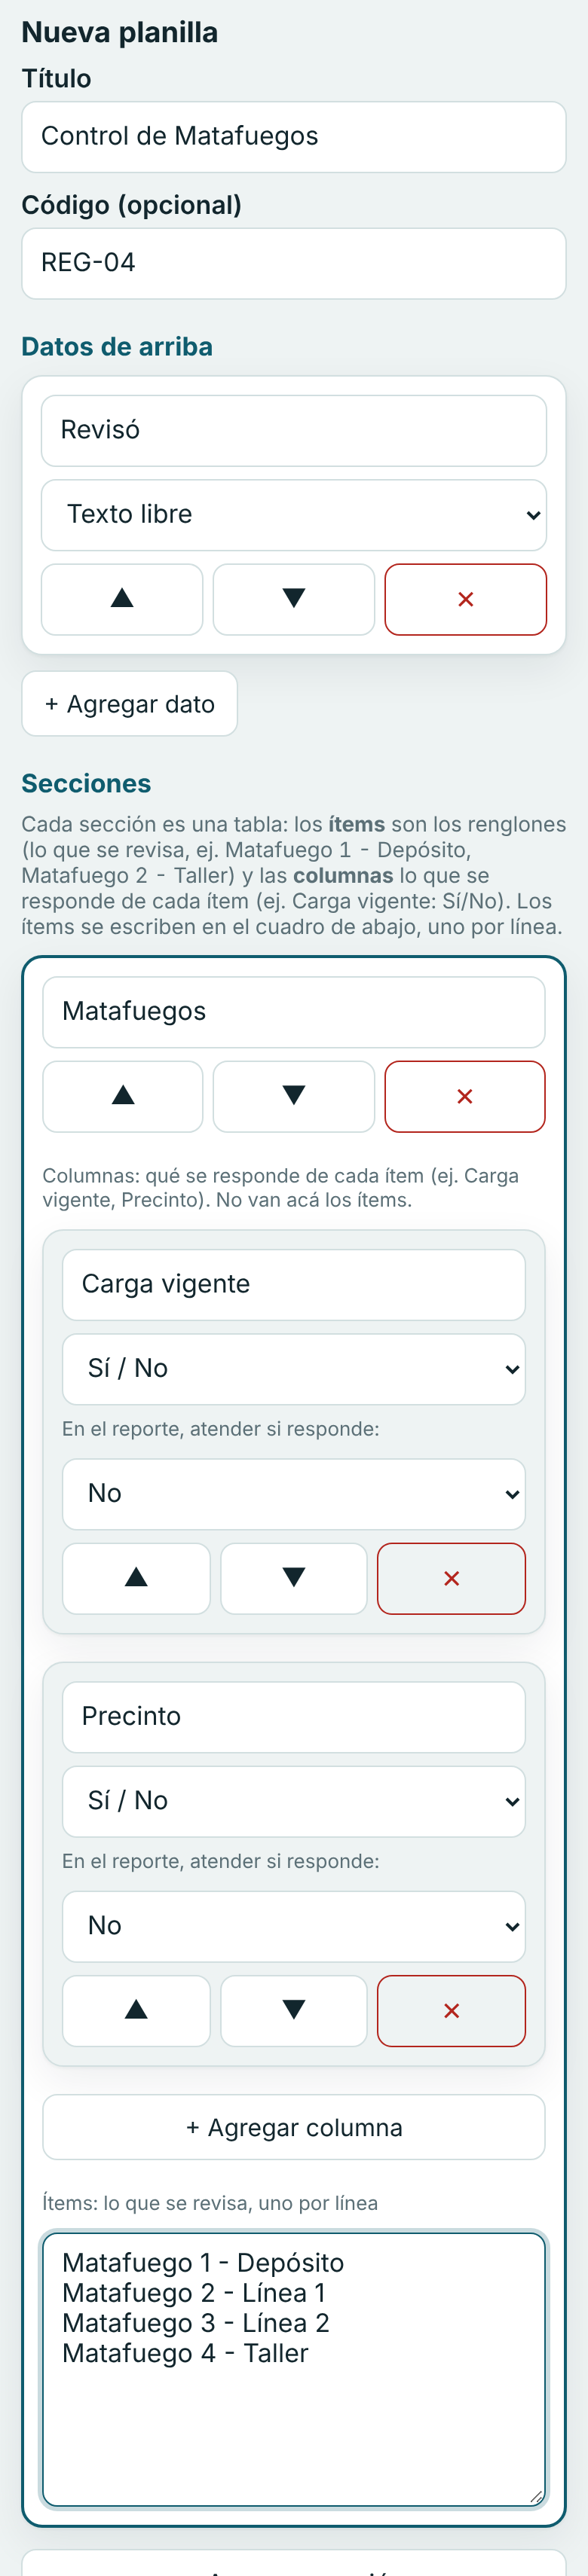 Nueva planilla
Título
Control de Matafuegos
Código (opcional)
REG-04
Datos de arriba
Revisó
Texto libre
▲ ▼ ✕
+ Agregar dato
Secciones
Cada sección es una tabla: los ítems son los renglones
(lo que se revisa, ej. Matafuego 1 - Depósito,
Matafuego 2 - Taller) y las columnas lo que se
responde de cada ítem (ej. Carga vigente: Sí/No). Los
ítems se escriben en el cuadro de abajo, uno por línea.
Matafuegos
▲ ▼ ✕
Columnas: qué se responde de cada ítem (ej. Carga
vigente, Precinto). No van acá los ítems.
Carga vigente
Sí / No
En el reporte, atender si responde:
No
▲ ▼ ✕
Precinto
Sí / No
En el reporte, atender si responde:
No
▲ ▼ ✕
+ Agregar columna
Ítems: lo que se revisa, uno por línea
Matafuego 1 - Depósito
Matafuego 2 - Línea 1
Matafuego 3 - Línea 2
Matafuego 4 - Taller